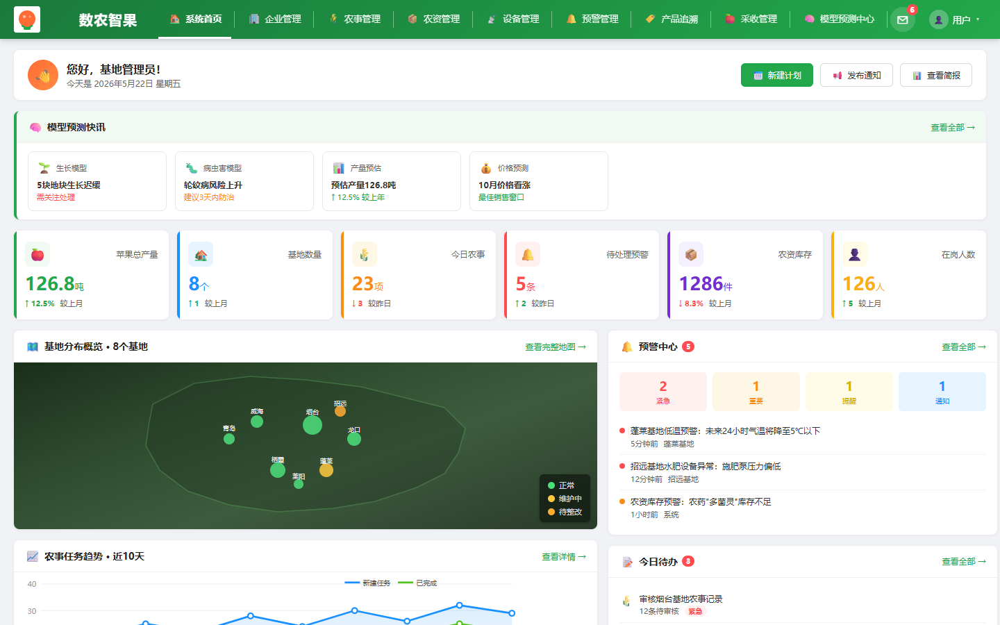 数农智果
系统首页
企业管理
农事管理
农资管理
设备管理
预警管理
产品追溯
采收管理
模型预测中心
6
用户
您好，基地管理员！
今天是 2026年5月22日 星期五
新建计划
发布通知
查看简报
模型预测快讯
查看全部 →
生长模型
5块地块生长迟缓
需关注处理
病虫害模型
轮纹病风险上升
建议3天内防治
产量预估
预估产量126.8吨
↑ 12.5% 较上年
价格预测
10月价格看涨
最佳销售窗口
苹果总产量
126.8吨
↑ 12.5% 较上月
基地数量
8个
↑ 1 较上月
今日农事
23项
↓ 3 较昨日
待处理预警
5条
↑ 2 较昨日
农资库存
1286件
↓ 8.3% 较上月
在岗人数
126人
↑ 5 较上月
基地分布概览 • 8个基地
查看完整地图 →
招远
威海
烟台
青岛
龙口
栖霞
蓬莱
莱阳
正常
维护中
待整改
预警中心 5
查看全部 →
2
紧急
1
重要
1
提醒
1
通知
蓬莱基地低温预警：未来24小时气温将降至5℃以下
5分钟前 蓬莱基地
招远基地水肥设备异常：施肥泵压力偏低
12分钟前 招远基地
农资库存预警：农药"多菌灵"库存不足
1小时前 系统
农事任务趋势 • 近10天
查看详情 →
新建任务
已完成
40
30
今日待办 3
查看全部 →
审核烟台基地农事记录
12条待审核 紧急